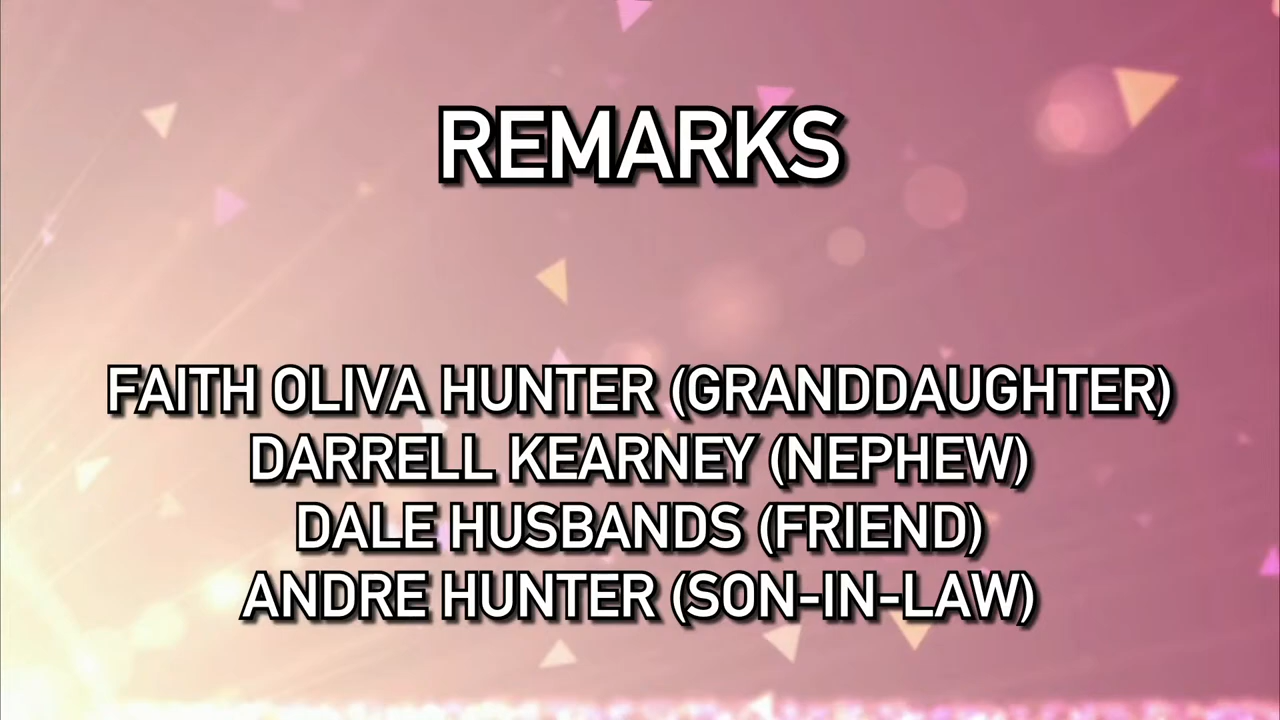 REMARKS
FAITH OLIVA HUNTER (GRANDDAUGHTER)
DARRELL KEARNEY (NEPHEW)
DALE HUSBANDS (FRIEND)
ANDRE HUNTER (SON-IN-LAW)